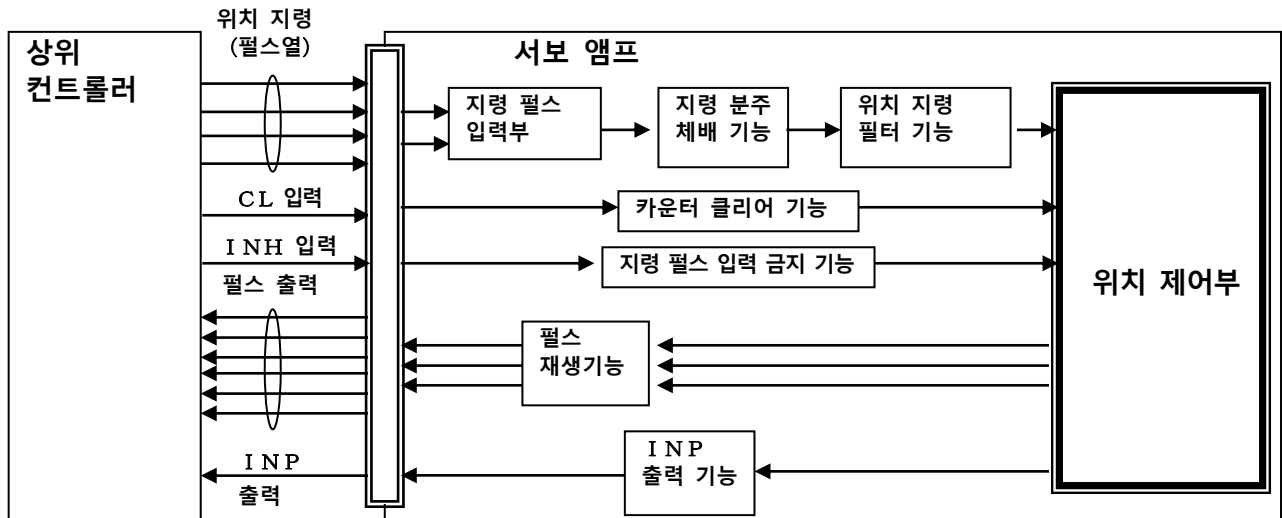 위치 지령
(펄스열)
상위
컨트롤러
서보 앰프
지령 펄스
입력부
지령 분주
체배 기능
위치 지령
필터 기능
CL 입력
카운터 클리어 기능
INH 입력
지령 펄스 입력 금지 기능
펄스 출력
위치 제어부
펄스
재생기능
INP
출력 기능
INP
출력